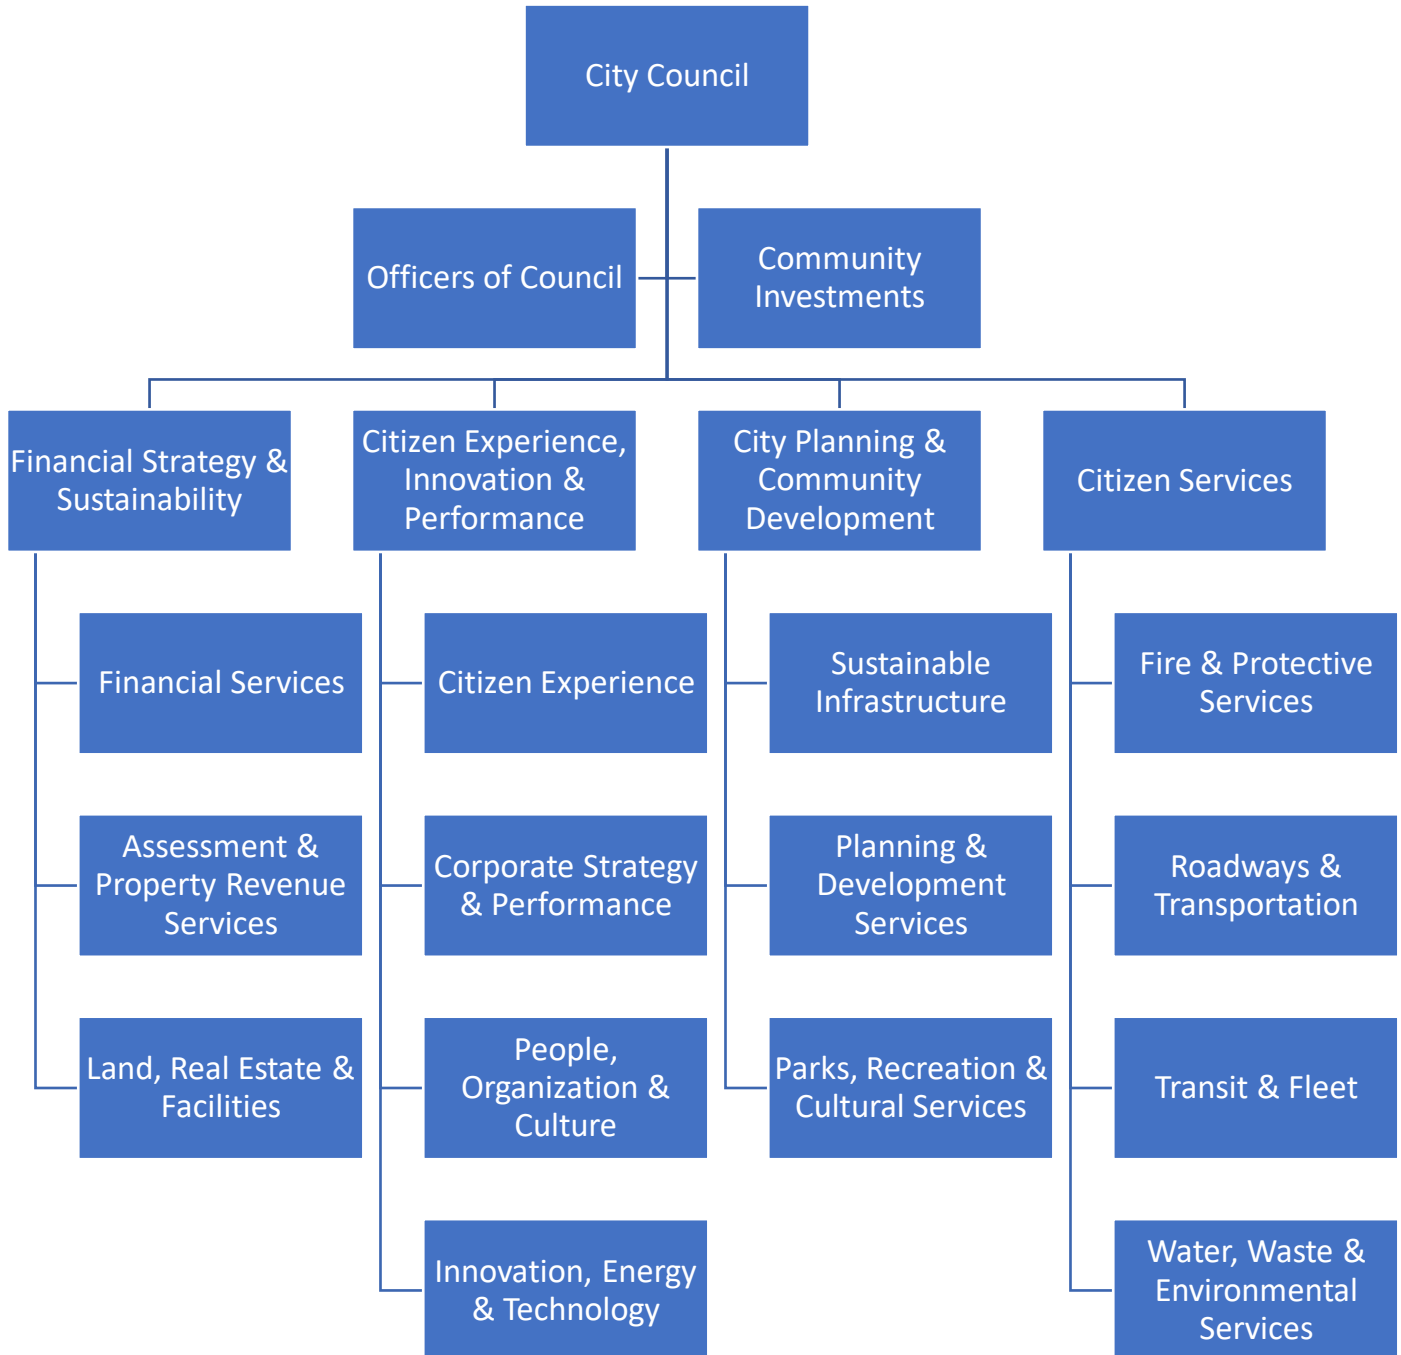 City Council
Officers of Council
Community
Investments
Financial Strategy &
Sustainability
Citizen Experience,
Innovation &
Performance
City Planning &
Community
Development
Citizen Services
Financial Services
Citizen Experience
Sustainable
Infrastructure
Fire & Protective
Services
Assessment &
Property Revenue
Services
Corporate Strategy
& Performance
Planning &
Development
Services
Roadways &
Transportation
Land, Real Estate &
Facilities
People,
Organization &
Culture
Parks, Recreation &
Cultural Services
Transit & Fleet
Innovation, Energy
& Technology
Water, Waste &
Environmental
Services